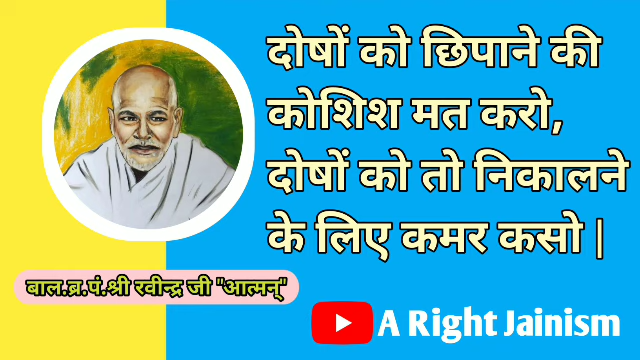 दोषों को छिपाने की
कोशिश मत करो,
दोषों को तो निकालने
के लिए कमर कसो |
बाल.ब्र.पं.श्री रवीन्द्र जी "आत्मन्"
A Right Jainism